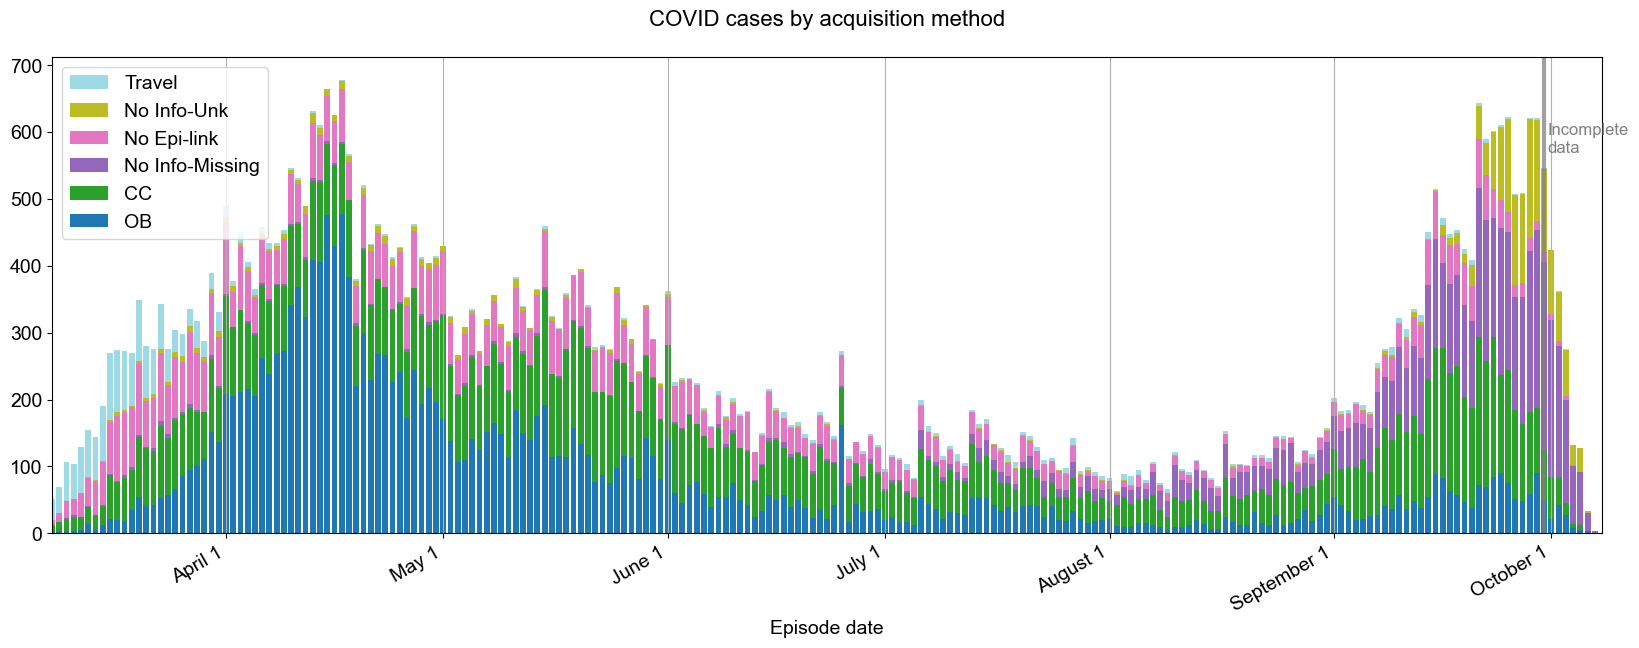 COVID cases by acquisition method
700
600
500
400
300
200
100
0
Travel
No Info-Unk
No Epi-link
No Info-Missing
CC
OB
Incomplete
data
April 1
May 1
June 1
July 1
August 1
September 1
October 1
Episode date